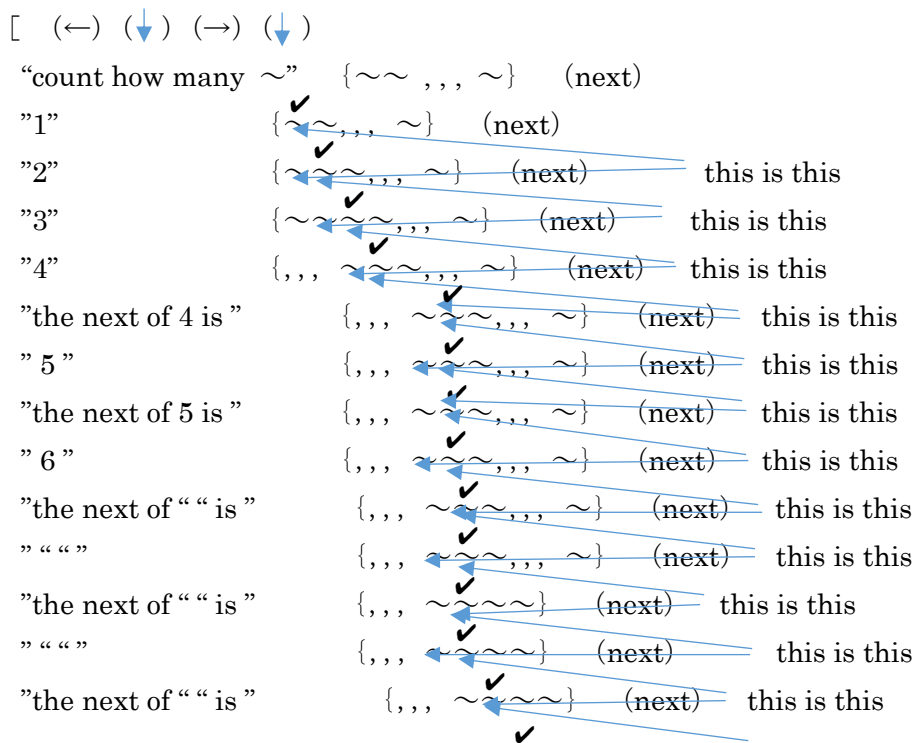 [ (←) (↓) (→) (↓)
“count how many ～” {～～ ,,, ～} (next)
”1” {～～,,, ～} (next)
”2” {～～～,,, ～} (next) this is this
”3” {～～～～,,, ～} (next) this is this
”4” {,,, ～～～,,, ～} (next) this is this
”the next of 4 is ” {,,, ～～～,,, ～} (next) this is this
” 5 ” {,,, ～～～,,, ～} (next) this is this
”the next of 5 is ” {,,, ～～～,,, ～} (next) this is this
” 6 ” {,,, ～～～,,, ～} (next) this is this
”the next of “ “ is ” {,,, ～～～,,, ～} (next) this is this
” “ “ ” {,,, ～～～,,, ～} (next) this is this
”the next of “ “ is ” {,,, ～～～～} (next) this is this
” “ “ ” {,,, ～～～～} (next) this is this
”the next of “ “ is ” {,,, ～～～～} (next) this is this